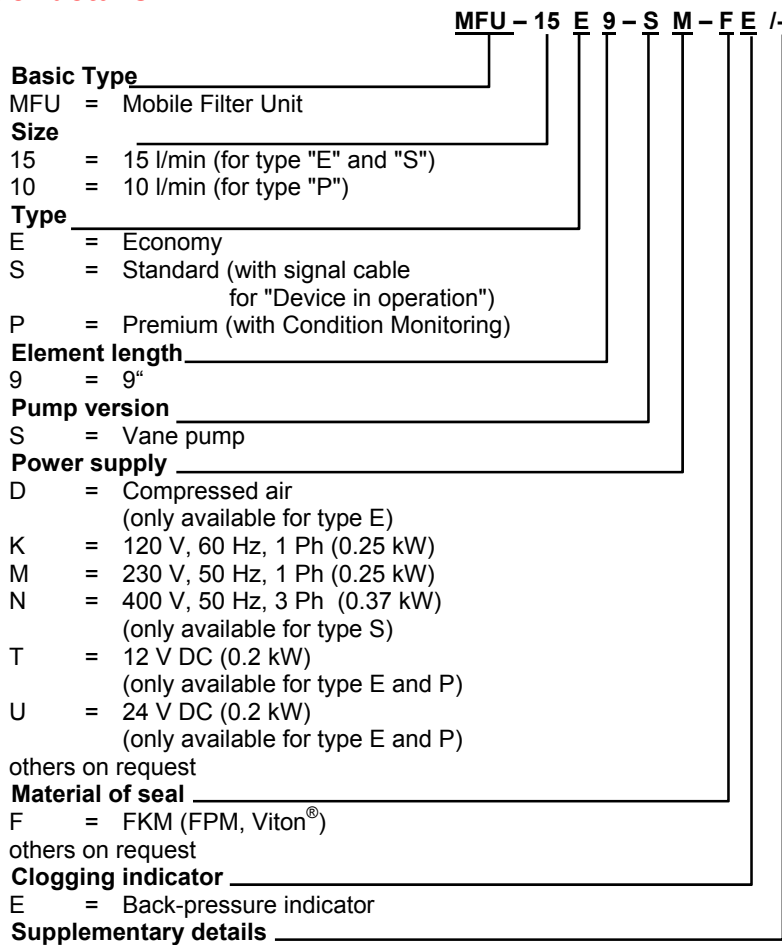 MFU – 15 E 9 – S M – F E /-
Basic Type
MFU = Mobile Filter Unit
Size
15 = 15 l/min (for type "E" and "S")
10 = 10 l/min (for type "P")
Type
E = Economy
S = Standard (with signal cable
for "Device in operation")
P = Premium (with Condition Monitoring)
Element length
9 = 9“
Pump version
S = Vane pump
Power supply
D = Compressed air
(only available for type E)
K = 120 V, 60 Hz, 1 Ph (0.25 kW)
M = 230 V, 50 Hz, 1 Ph (0.25 kW)
N = 400 V, 50 Hz, 3 Ph (0.37 kW)
(only available for type S)
T = 12 V DC (0.2 kW)
(only available for type E and P)
U = 24 V DC (0.2 kW)
(only available for type E and P)
others on request
Material of seal
F = FKM (FPM, Viton®)
others on request
Clogging indicator
E = Back-pressure indicator
Supplementary details